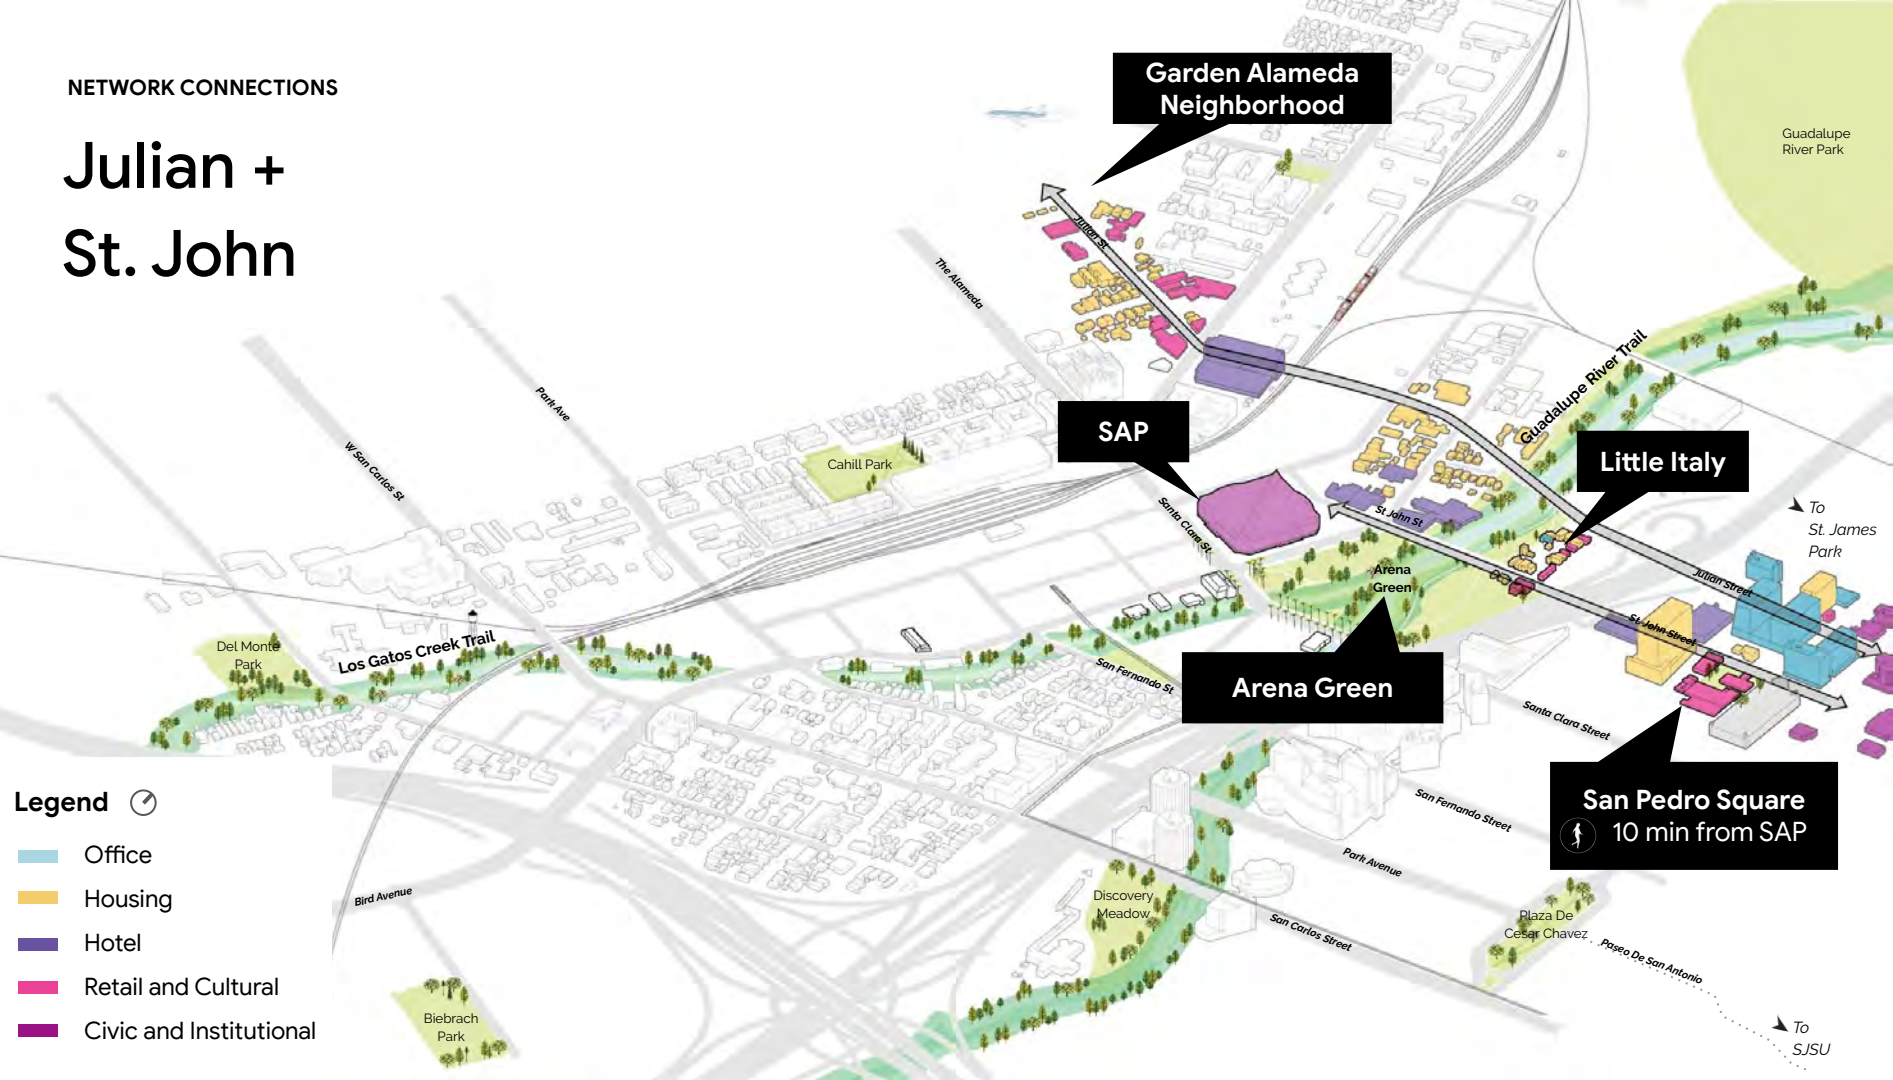 NETWORK CONNECTIONS
Julian +
St. John
Garden Alameda
Neighborhood
Guadalupe
River Park
Julian St
The Alameda
Park Ave
W San Carlos St
Guadalupe River Trail
SAP
Cahill Park
Little Italy
Santa Clara St
St John St
To
St. James
Park
Arena
Green
Julian Street
St. John Street
Del Monte
Park
Los Gatos Creek Trail
San Fernando St
Arena Green
Santa Clara Street
San Pedro Square
10 min from SAP
San Fernando Street
Park Avenue
Bird Avenue
Discovery
Meadow
San Carlos Street
Plaza De
Cesar Chavez
Paseo De San Antonio
To
SJSU
Biebrach
Park
Legend
Office
Housing
Hotel
Retail and Cultural
Civic and Institutional